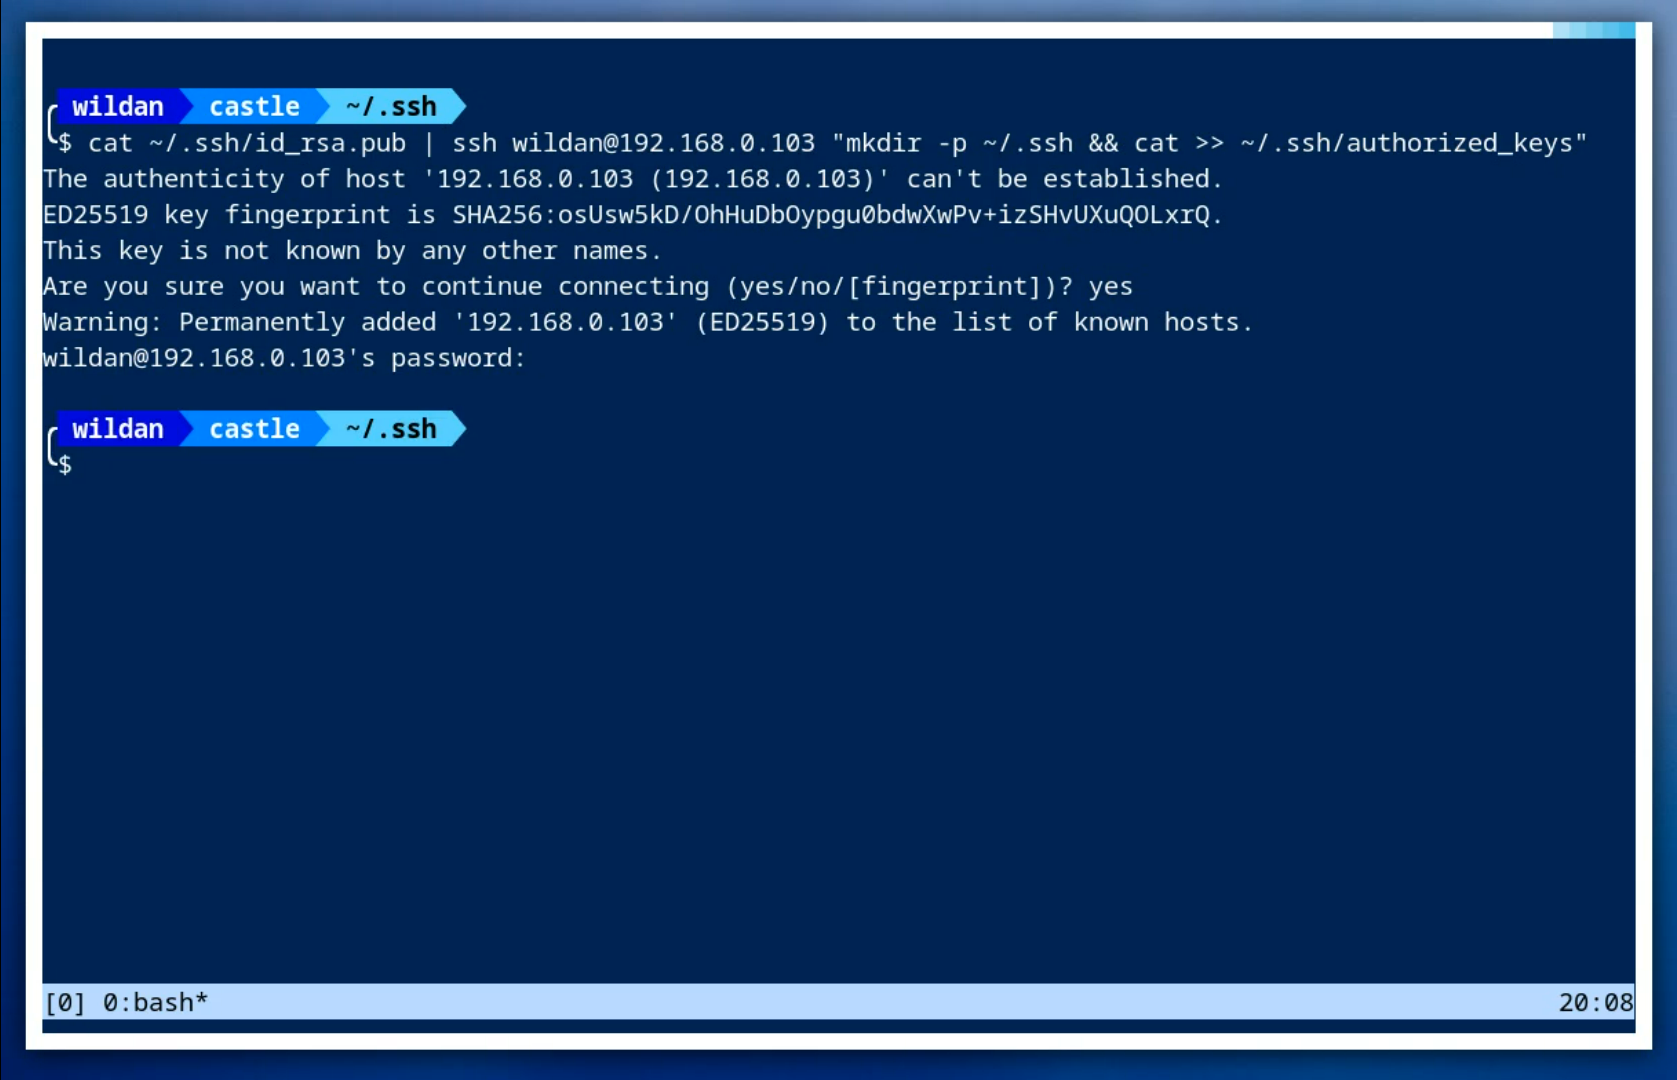 wildan castle ~/.ssh
$ cat ~/.ssh/id_rsa.pub | ssh wildan@192.168.0.103 "mkdir -p ~/.ssh && cat >> ~/.ssh/authorized_keys"
The authenticity of host '192.168.0.103 (192.168.0.103)' can't be established.
ED25519 key fingerprint is SHA256:osUsw5kD/OhHuDbOypgu0bdwXwPv+izSHvUXuQOLxrQ.
This key is not known by any other names.
Are you sure you want to continue connecting (yes/no/[fingerprint])? yes
Warning: Permanently added '192.168.0.103' (ED25519) to the list of known hosts.
wildan@192.168.0.103's password:
wildan castle ~/.ssh
$
[0] 0:bash* 20:08